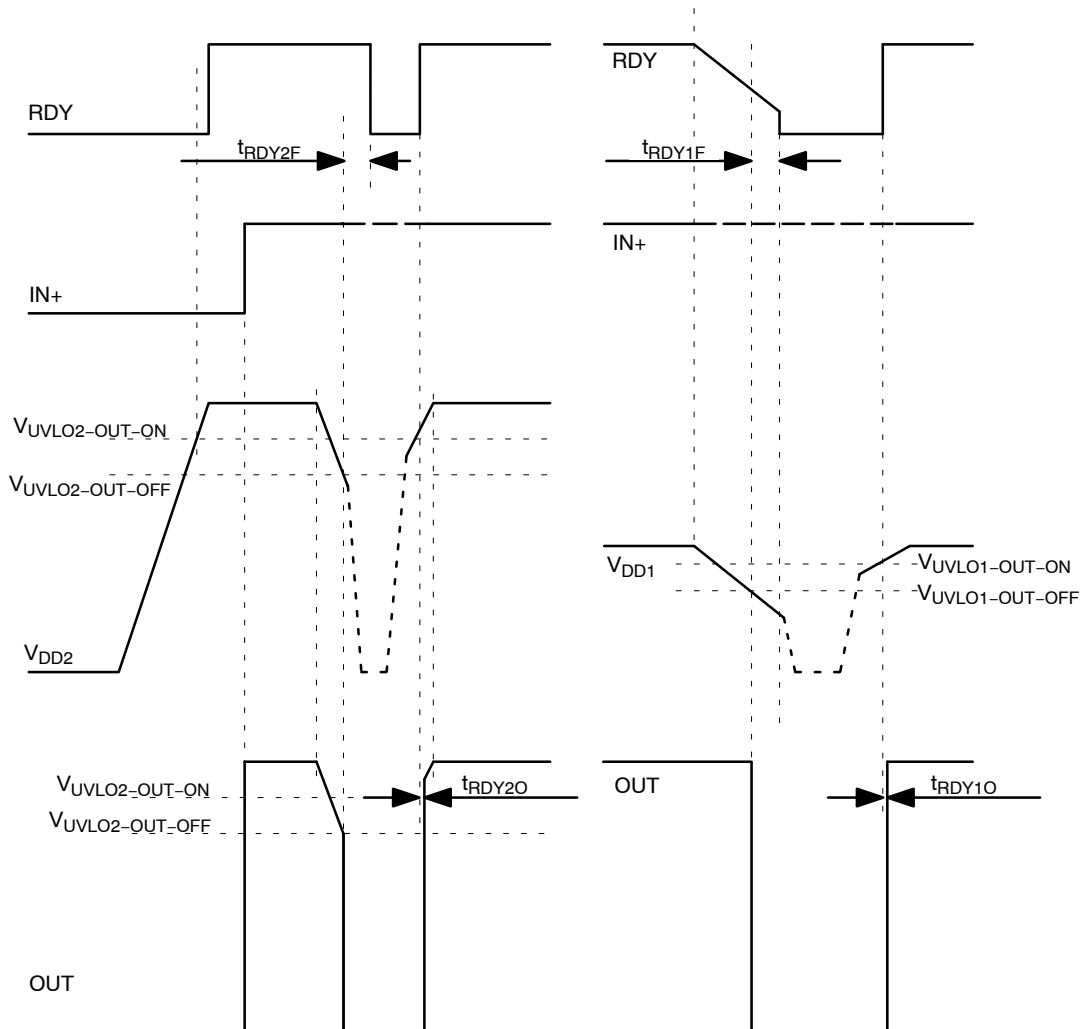 RDY
RDY
tRDY2F
tRDY1F
IN+
IN+
VUVLO2−OUT−ON
VUVLO2−OUT−OFF
VDD2
VDD1
VUVLO1−OUT−ON
VUVLO1−OUT−OFF
VUVLO2−OUT−ON
VUVLO2−OUT−OFF
tRDY2O
OUT
tRDY1O
OUT